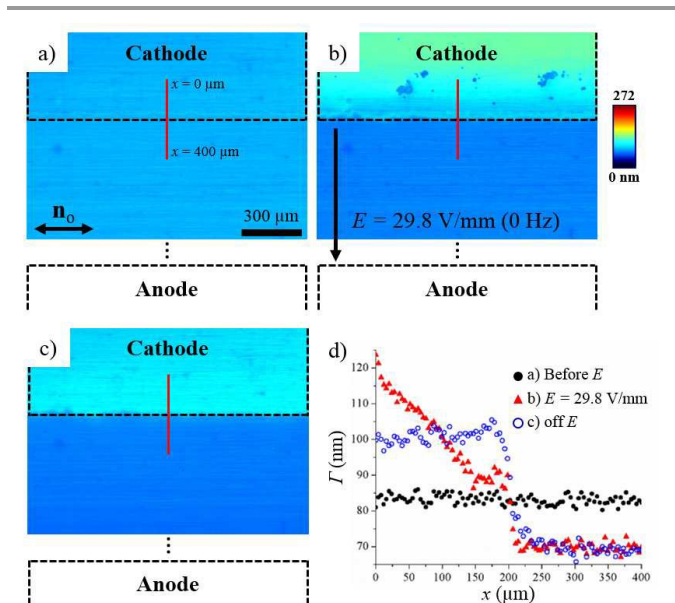 a)
Cathode
x = 0 µm
x = 400 µm
n₀
300 µm
Anode
b)
Cathode
272
0 nm
E = 29.8 V/mm (0 Hz)
Anode
c)
Cathode
Anode
d)
a) Before E
b) E = 29.8 V/mm
c) off E
Γ (nm)
120
110
100
90
80
70
0 50 100 150 200 250 300 350 400
x (µm)